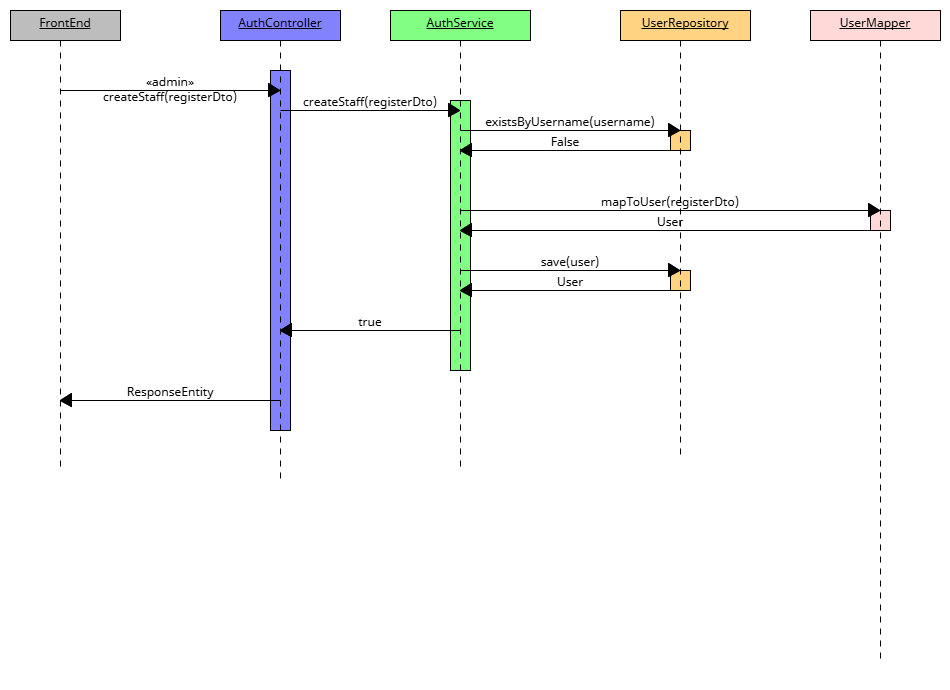 FrontEnd
AuthController
AuthService
UserRepository
UserMapper
«admin»
createStaff(registerDto)
createStaff(registerDto)
existsByUsername(username)
False
mapToUser(registerDto)
User
save(user)
User
true
ResponseEntity